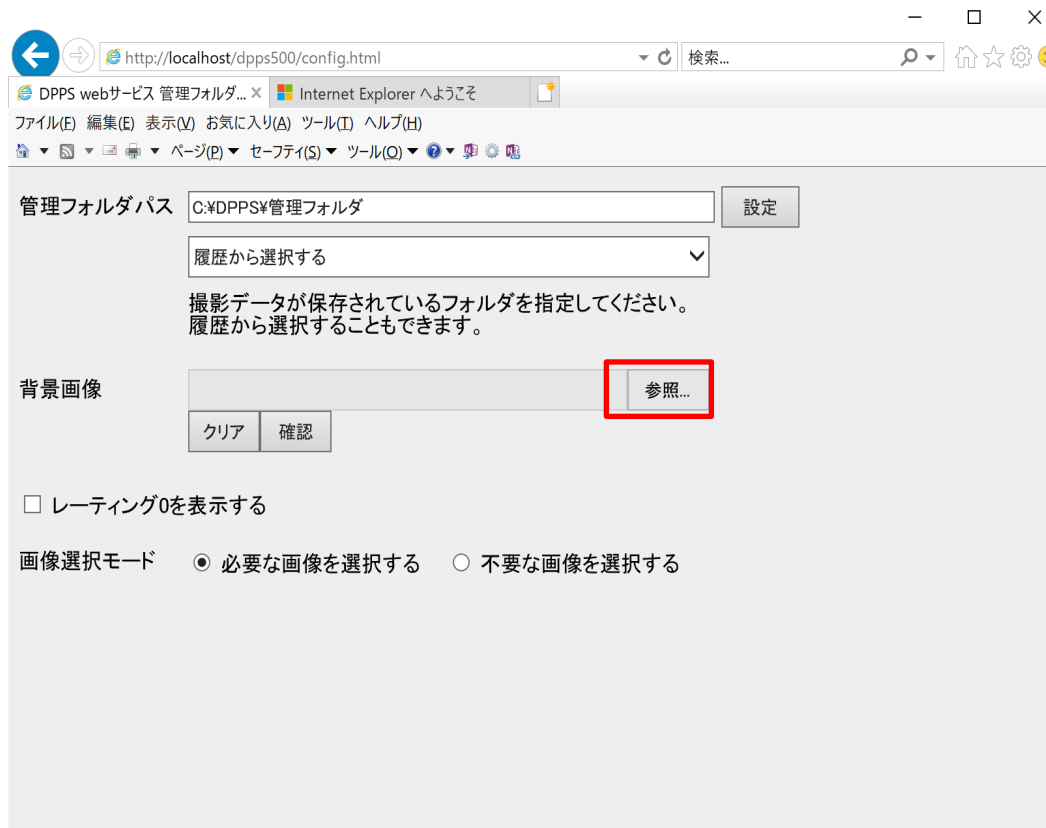 http://localhost/dpps500/config.html
検索...
DPPS webサービス 管理フォルダ...
Internet Explorer へようこそ
ファイル(F) 編集(E) 表示(V) お気に入り(A) ツール(T) ヘルプ(H)
ページ(P) セーフティ(S) ツール(O)
管理フォルダパス C:¥DPPS¥管理フォルダ 設定
履歴から選択する
撮影データが保存されているフォルダを指定してください。
履歴から選択することもできます。
背景画像 参照...
クリア 確認
レーティング0を表示する
画像選択モード 必要な画像を選択する 不要な画像を選択する